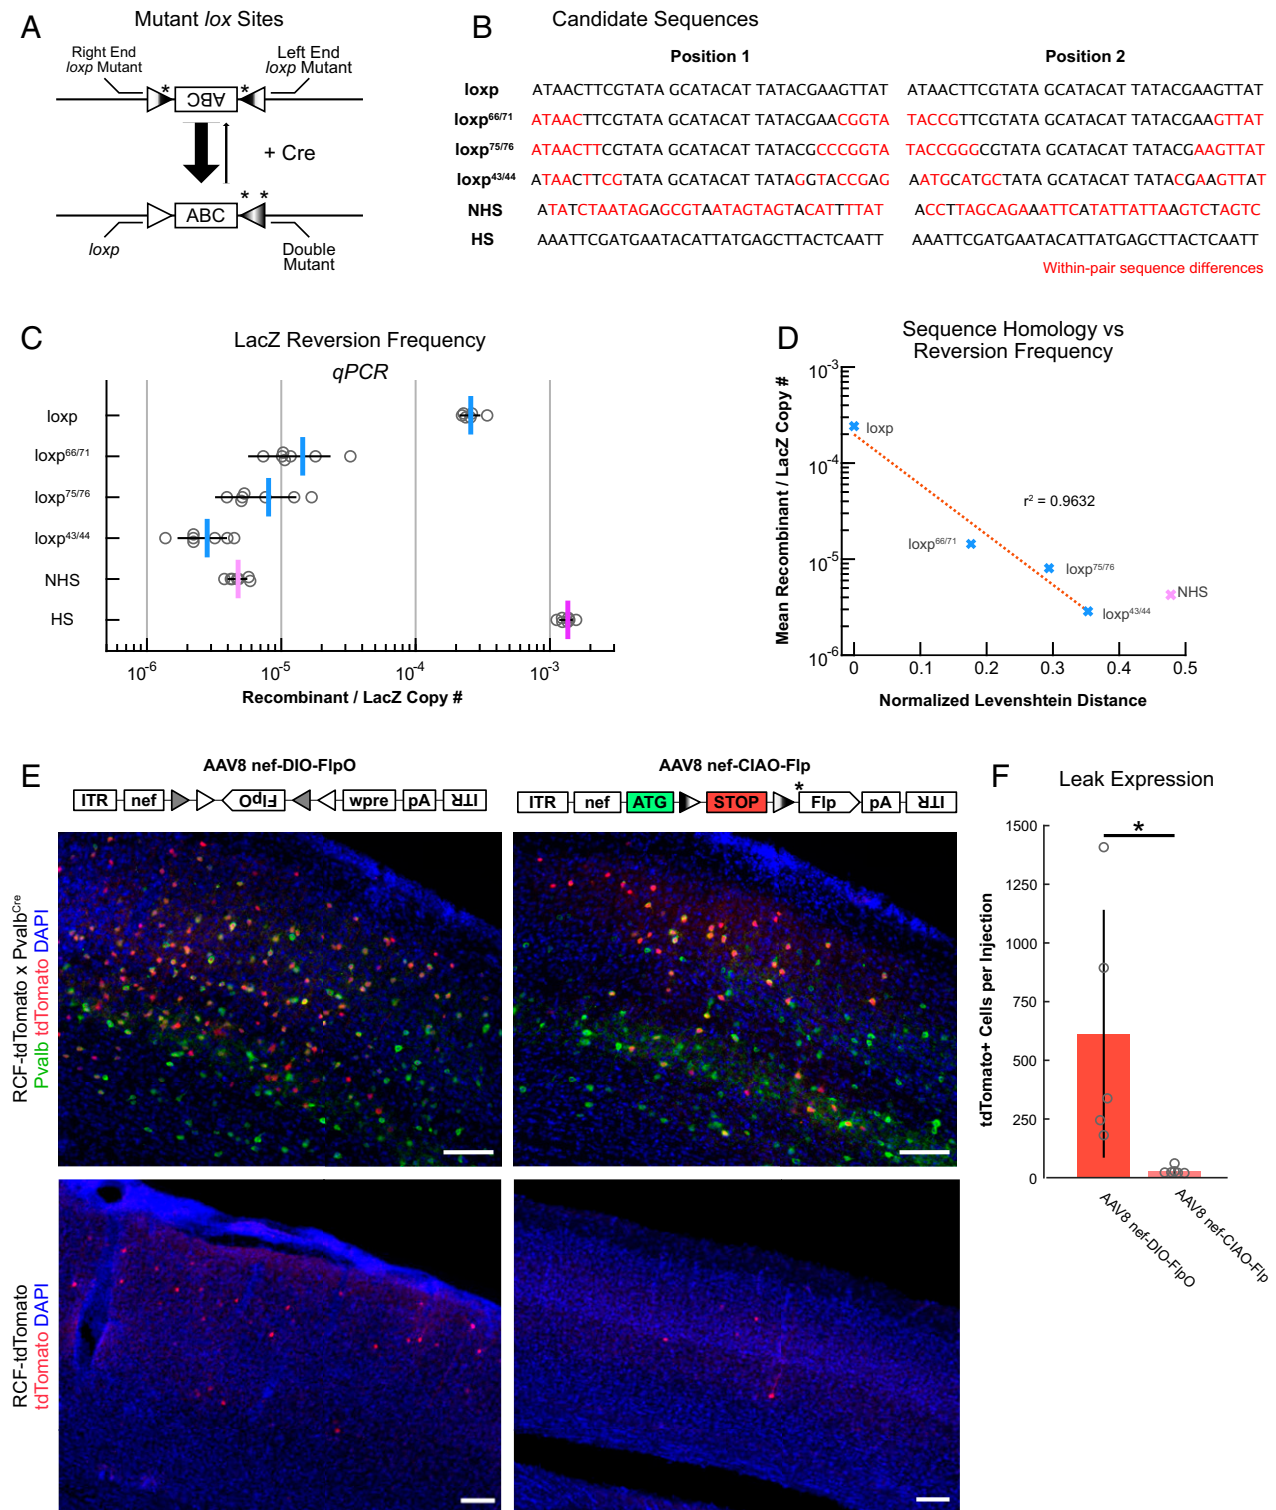 A
Mutant lox Sites
Right End
loxp Mutant
Left End
loxp Mutant
*
*
ABC
+ Cre
* *
ABC
loxp
Double
Mutant
B
Candidate Sequences
Position 1
Position 2
loxp
ATAACTTCGTATA GCATACAT TATACGAAGTTAT
ATAACTTCGTATA GCATACAT TATACGAAGTTAT
loxp66/71
ATAACTTCGTATA GCATACAT TATACGAACGGTA
TACCGTTCGTATA GCATACAT TATACGAAGTTAT
loxp75/76
ATAACTTCGTATA GCATACAT TATACGCCCGGTA
TACCGGGCGTATA GCATACAT TATACGAAGTTAT
loxp43/44
ATAACTTCGTATA GCATACAT TATAGGTACCGAG
AATGCATGCTATA GCATACAT TATACGAAGTTAT
NHS
ATATCTAATAGAGCGTAATAGTAGTACATTTTAT
ACCTTAGCAGAAATTCATATTATTAAGTCTAGTC
HS
AAATTCGATGAATACATTATGAGCTTACTCAATT
AAATTCGATGAATACATTATGAGCTTACTCAATT
Within-pair sequence differences
C
LacZ Reversion Frequency
qPCR
loxp
loxp66/71
loxp75/76
loxp43/44
NHS
HS
10-6
10-5
10-4
10-3
Recombinant / LacZ Copy #
D
Sequence Homology vs
Reversion Frequency
Mean Recombinant / LacZ Copy #
10-3
10-4
10-5
10-6
loxp
r2 = 0.9632
loxp66/71
loxp75/76
loxp43/44
NHS
0
0.1
0.2
0.3
0.4
0.5
Normalized Levenshtein Distance
E
AAV8 nef-DIO-FlpO
ITR
nef
FlpO
wpre
pA
ITR
AAV8 nef-CIAO-Flp
ITR
nef
ATG
STOP
*
Flp
pA
ITR
RCF-tdTomato x PvalbCre
Pvalb tdTomato DAPI
RCF-tdTomato
tdTomato DAPI
F
Leak Expression
*
tdTomato+ Cells per Injection
1500
1250
1000
750
500
250
0
AAV8 nef-DIO-FlpO
AAV8 nef-CIAO-Flp